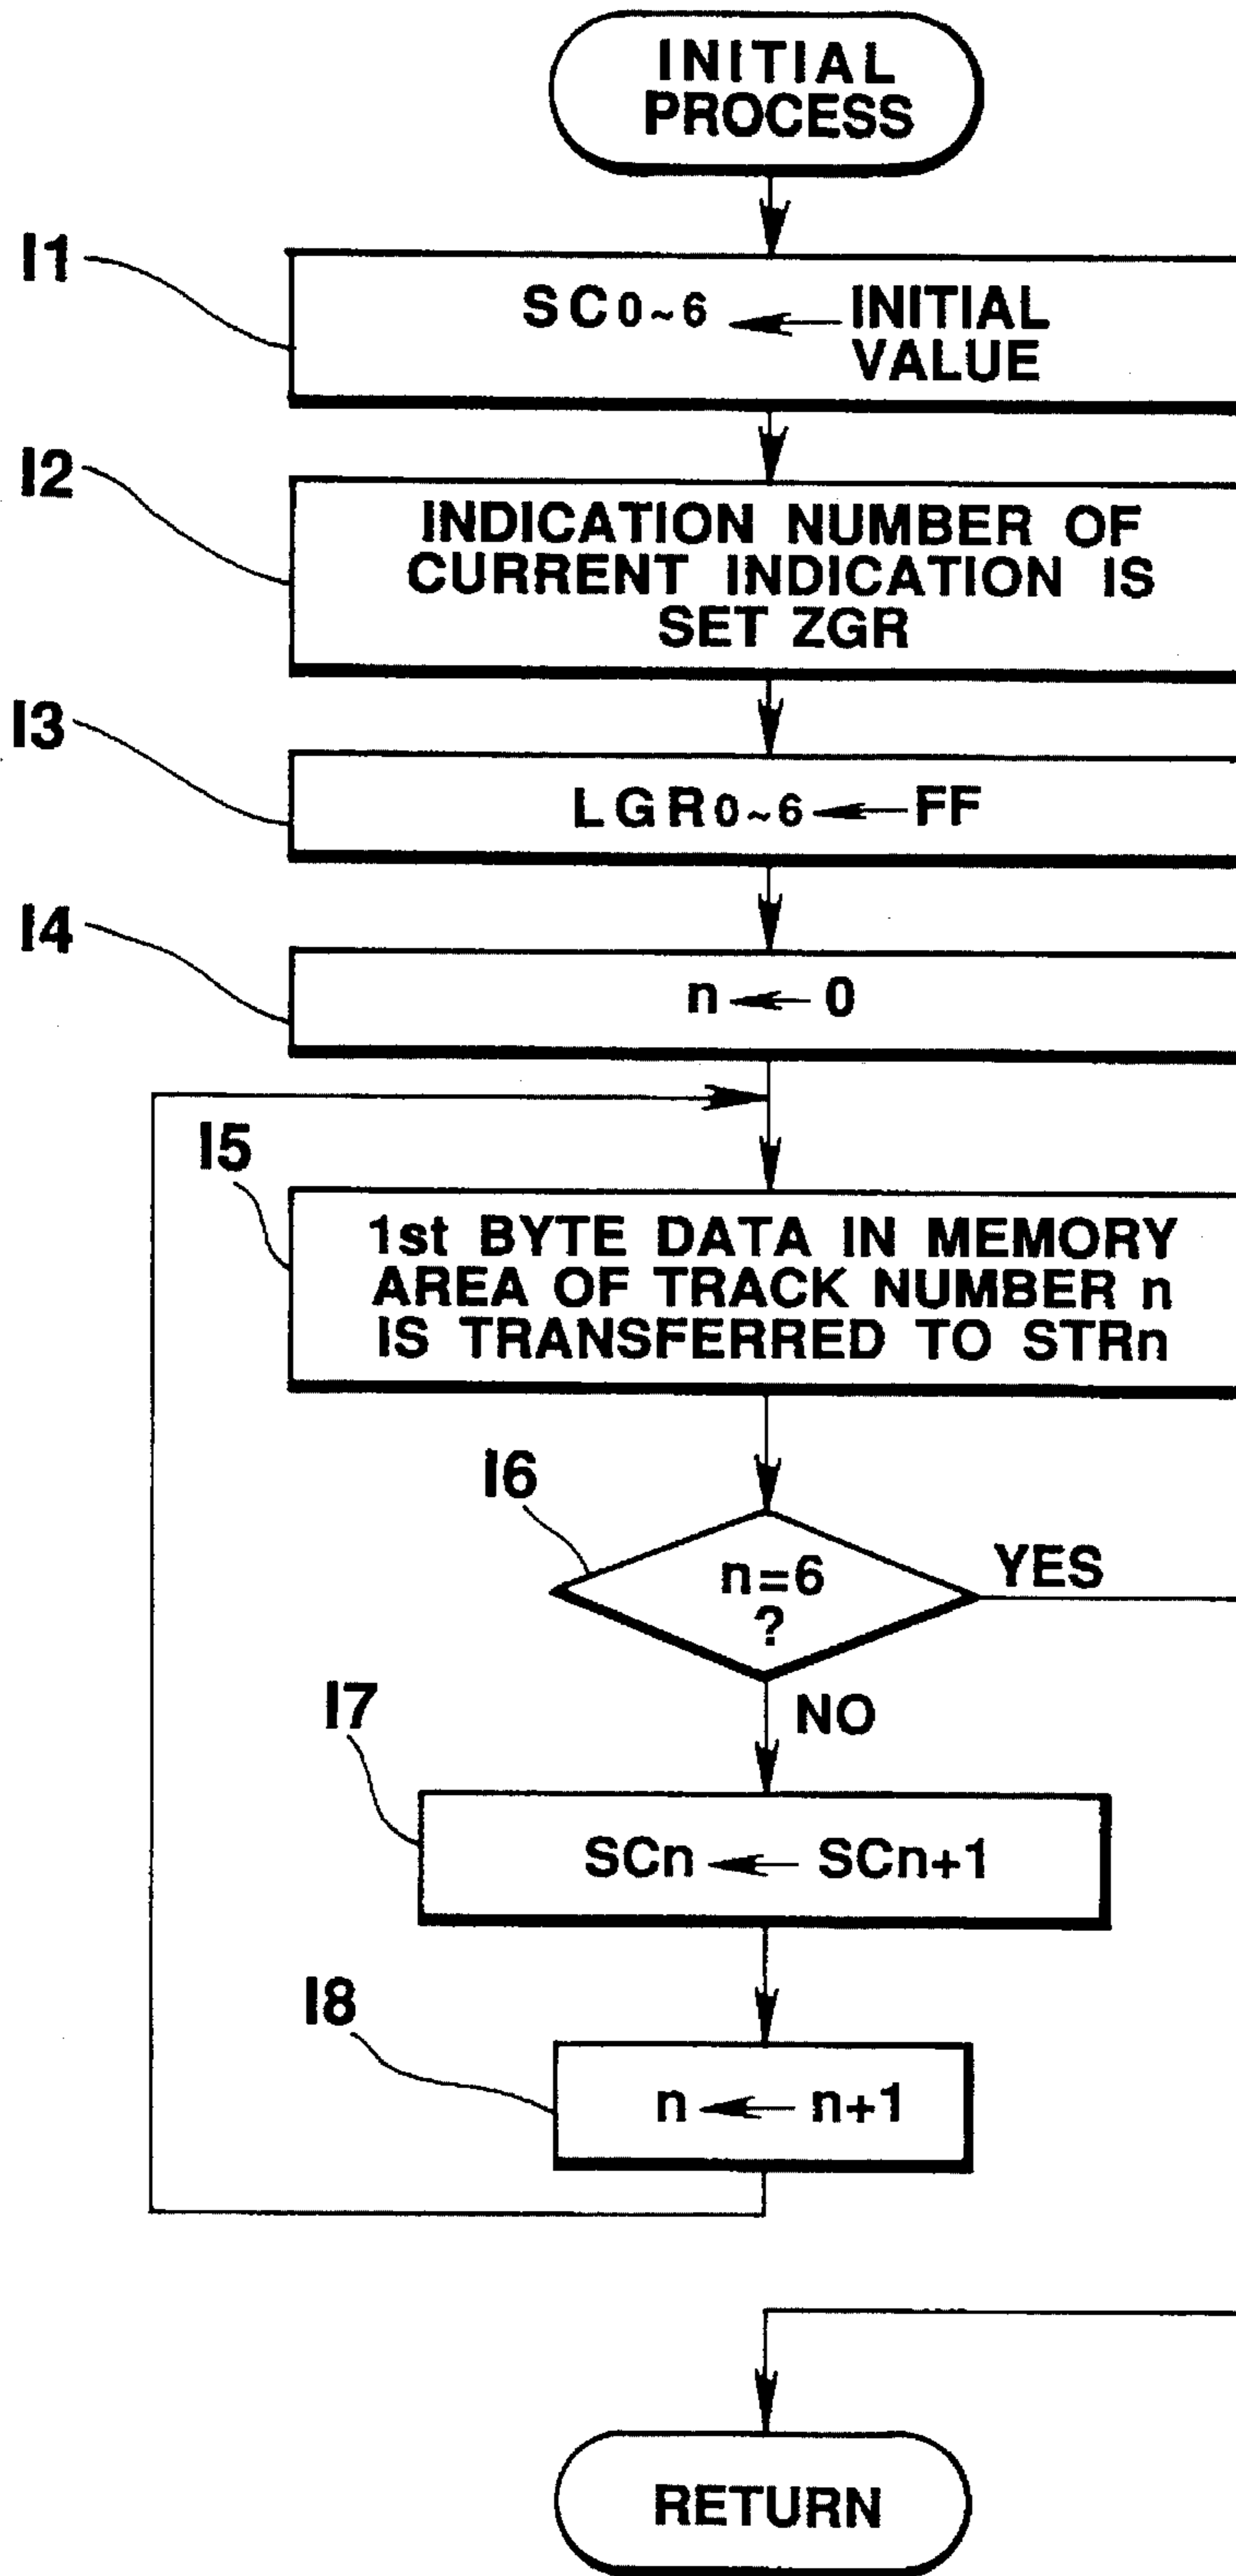 INITIAL
PROCESS
I1
SC0~6 ← INITIAL
VALUE
I2
INDICATION NUMBER OF
CURRENT INDICATION IS
SET ZGR
I3
LGR0~6 ← FF
I4
n ← 0
I5
1st BYTE DATA IN MEMORY
AREA OF TRACK NUMBER n
IS TRANSFERRED TO STRn
I6
n=6
?
YES
NO
I7
SCn ← SCn+1
I8
n ← n+1
RETURN